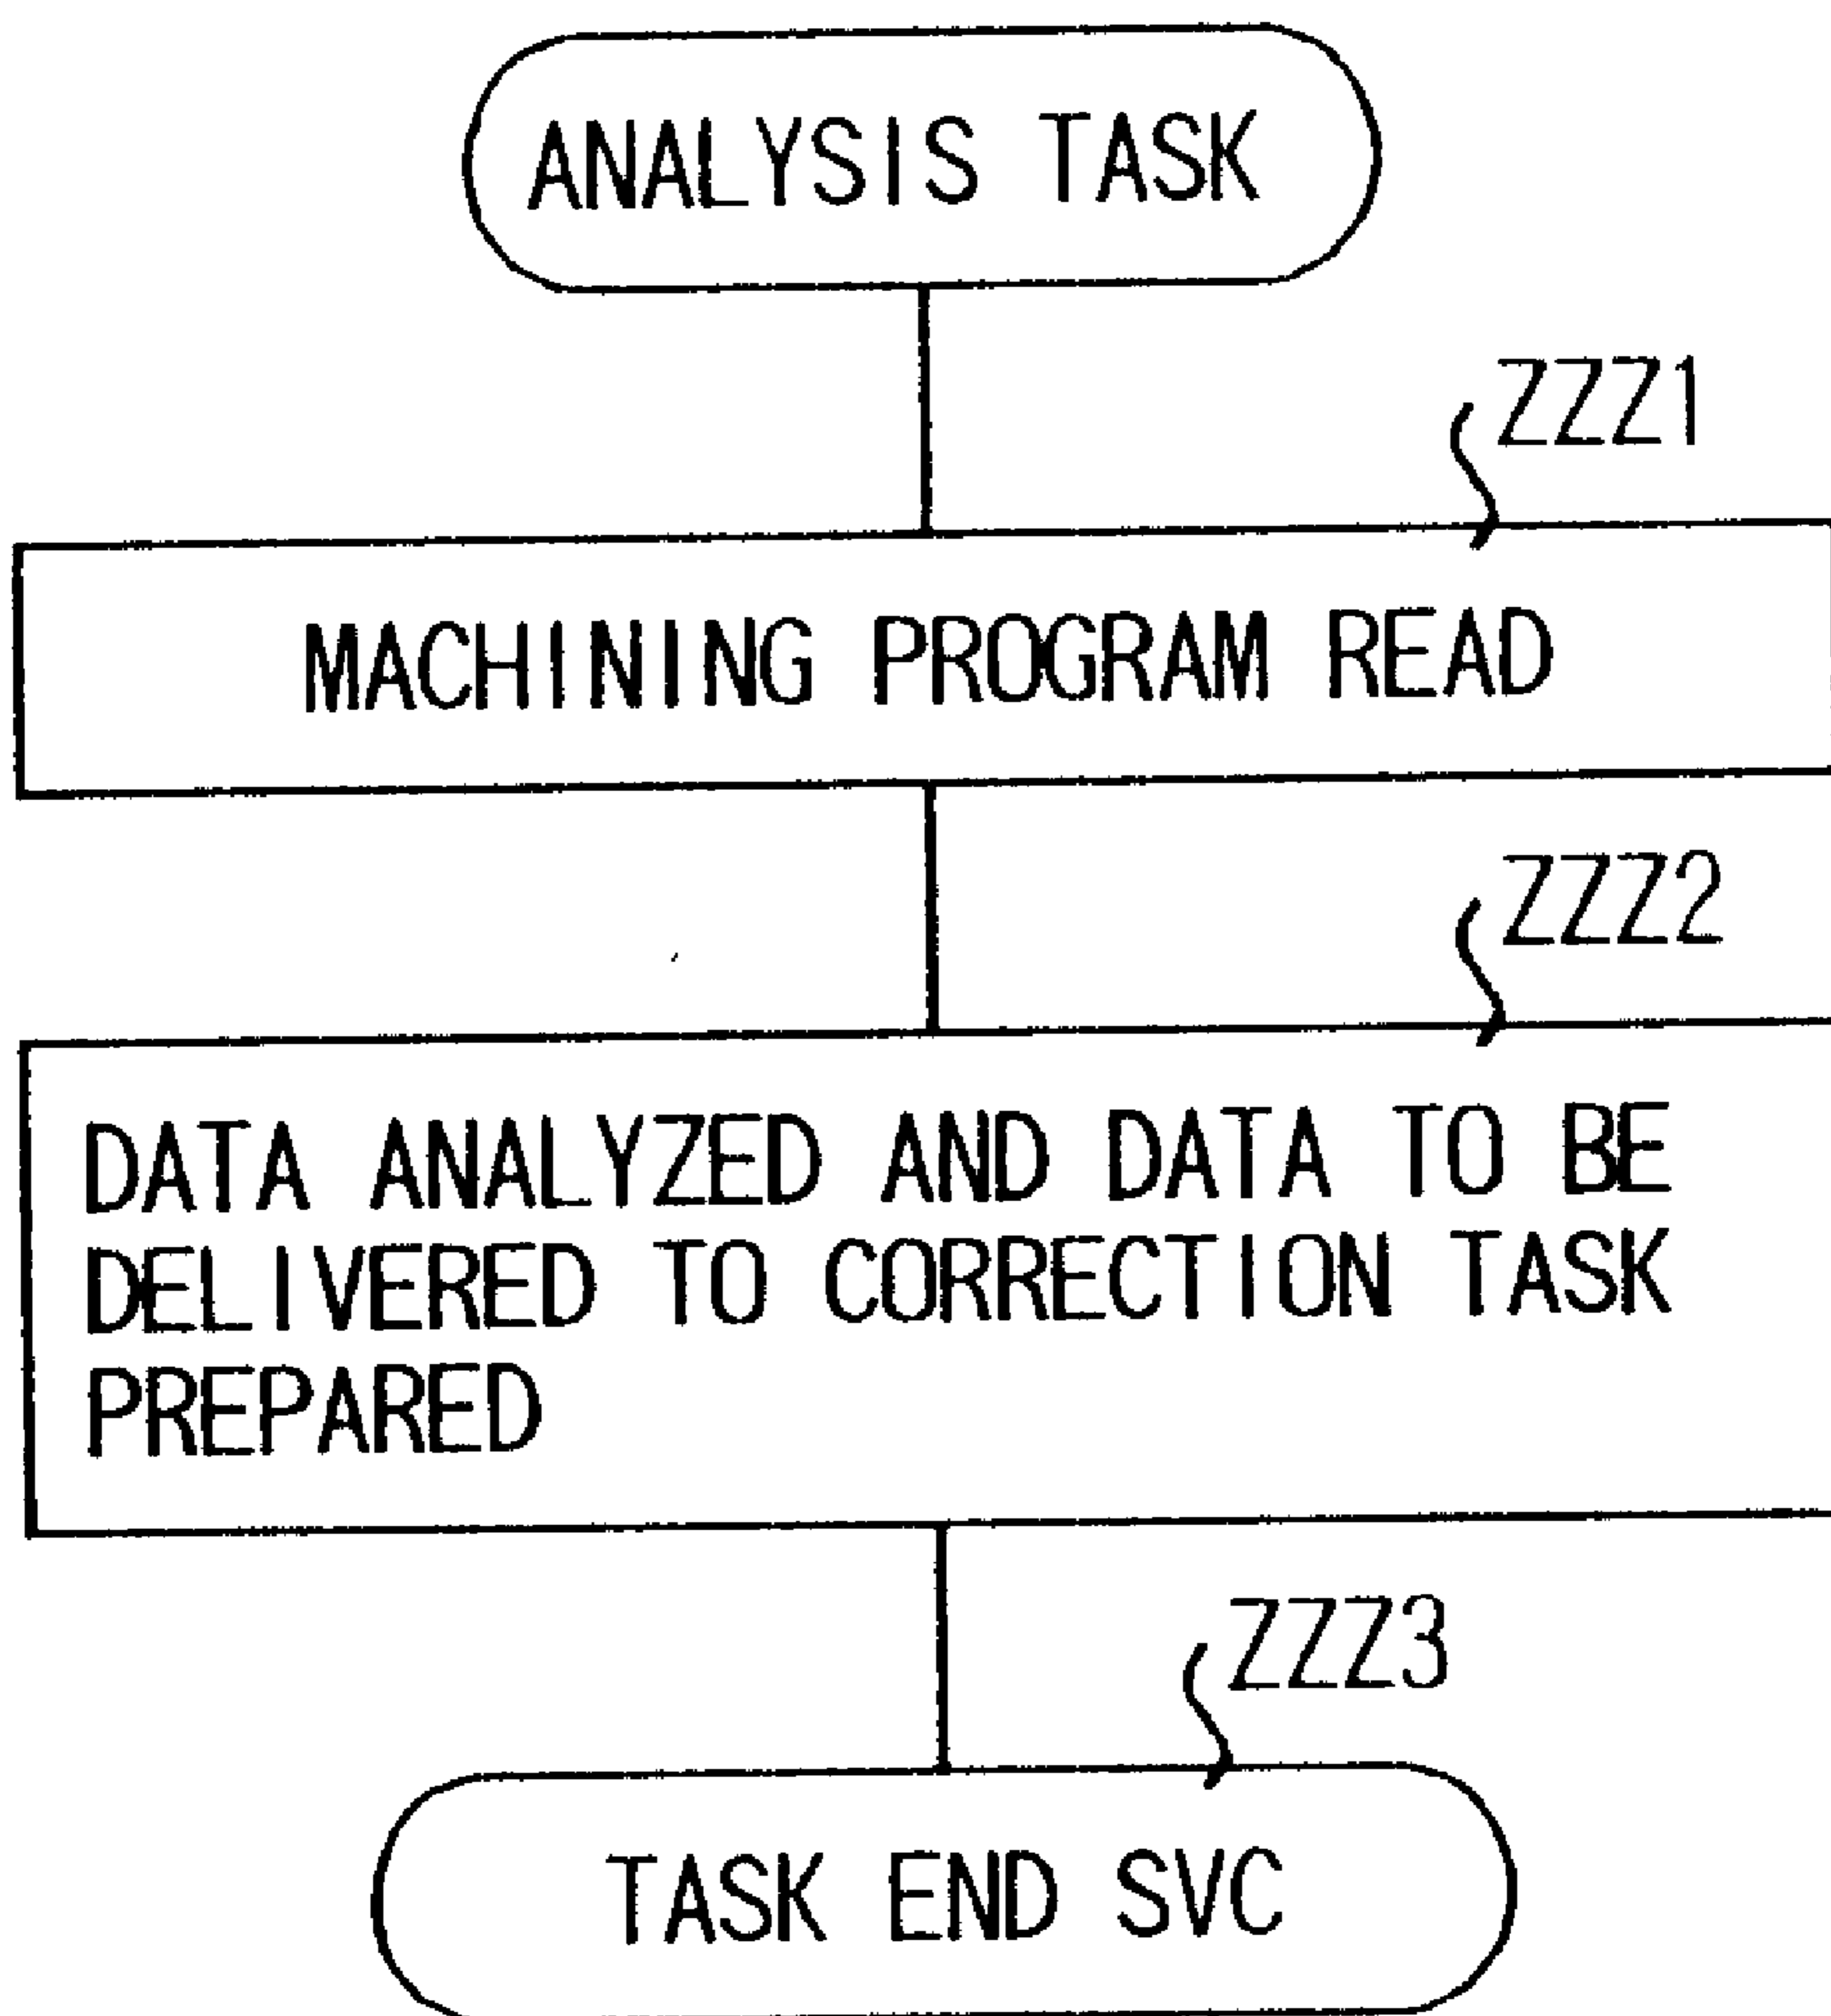 ANALYSIS TASK
ZZZ1
MACHINING PROGRAM READ
ZZZ2
DATA ANALYZED AND DATA TO BE
DELIVERED TO CORRECTION TASK
PREPARED
ZZZ3
TASK END SVC